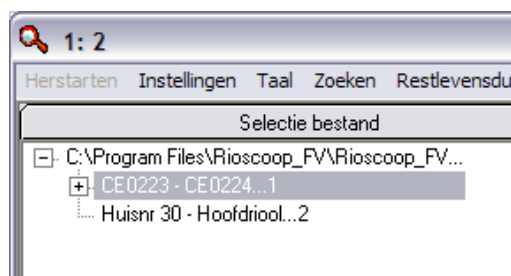 1: 2
Herstarten Instellingen Taal Zoeken Restlevensdu
Selectie bestand
C:\Program Files\Rioscoop_FV\Rioscoop_FV...
CE0223 - CE0224...1
Huisnr 30 - Hoofdriool...2